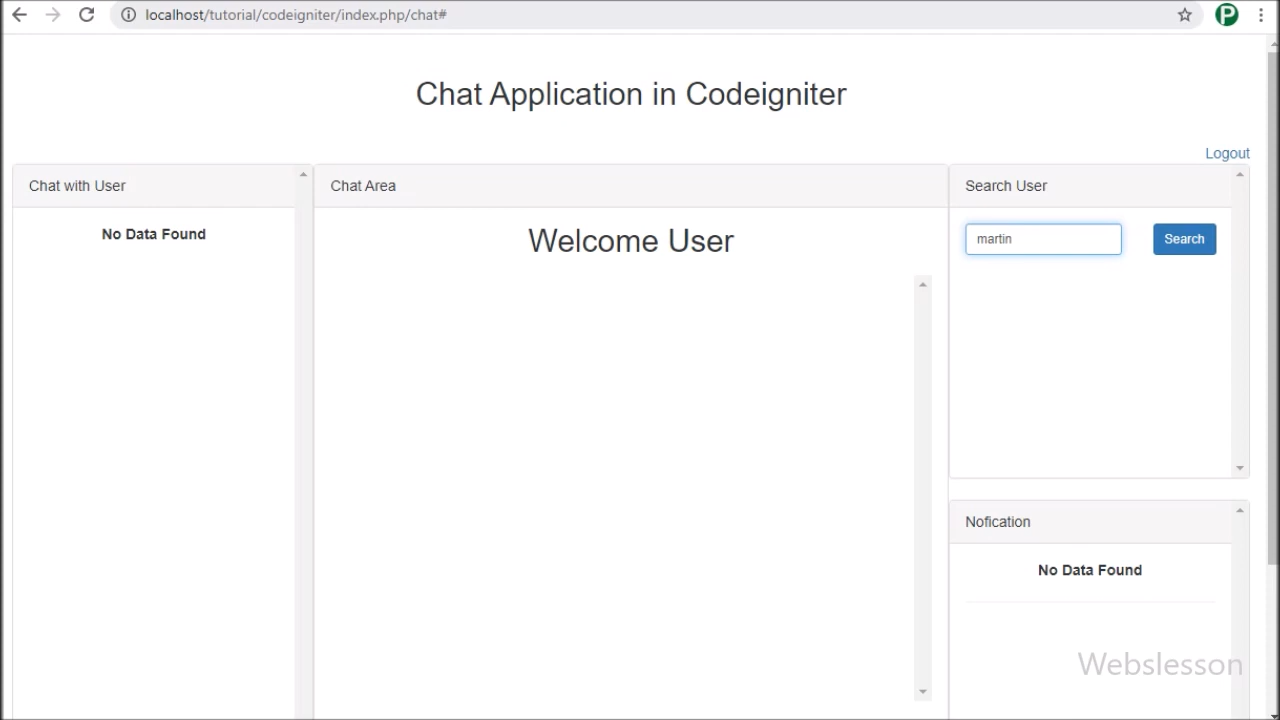 localhost/tutorial/codeigniter/index.php/chat#
P
Chat Application in Codeigniter
Logout
Chat with User
No Data Found
Chat Area
Welcome User
Search User
martin
Search
Nofication
No Data Found
Webslesson